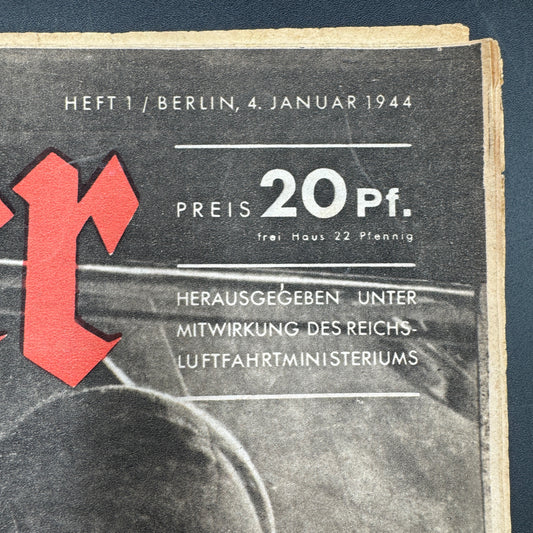 HEFT 1 / BERLIN, 4. JANUAR 1944
PREIS 20 Pf.
frei Haus 22 Pfennig
HERAUSGEGEBEN UNTER
MITWIRKUNG DES REICHS-
LUFTFAHRTMINISTERIUMS
r